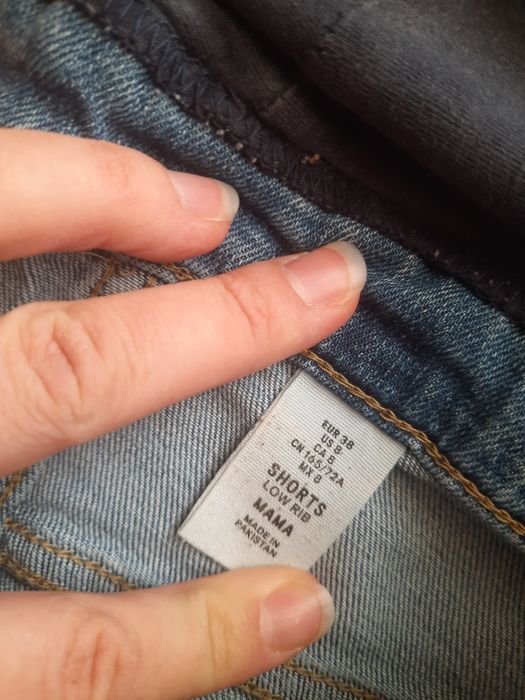 EUR 38
US 8
CA 8
CN 165/72A
MX 8
SHORTS
LOW RIB
MAMA
MADE IN
PAKISTAN